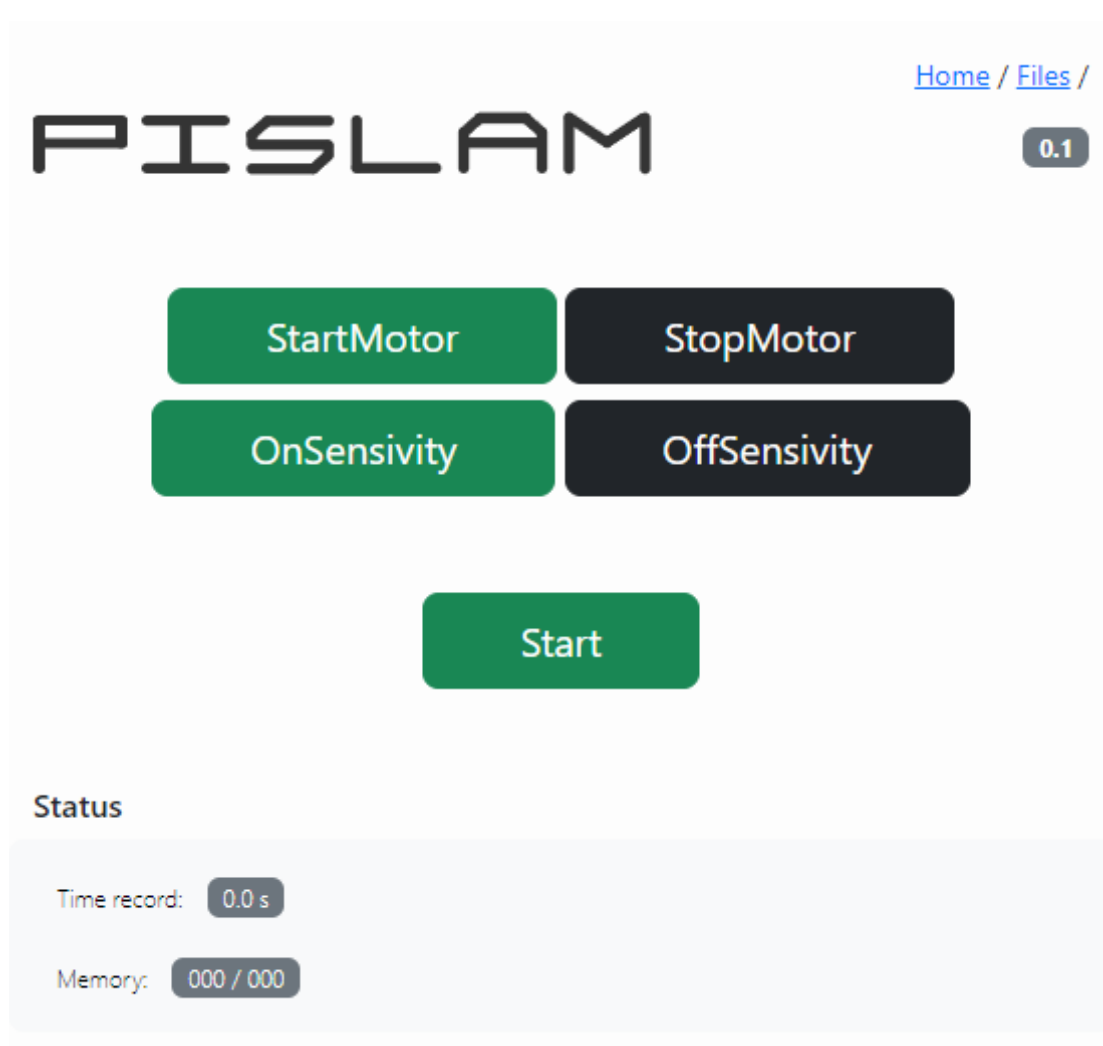 Home / Files /
PISLAM
0.1
StartMotor StopMotor
OnSensivity OffSensivity
Start
Status
Time record: 0.0 s
Memory: 000 / 000